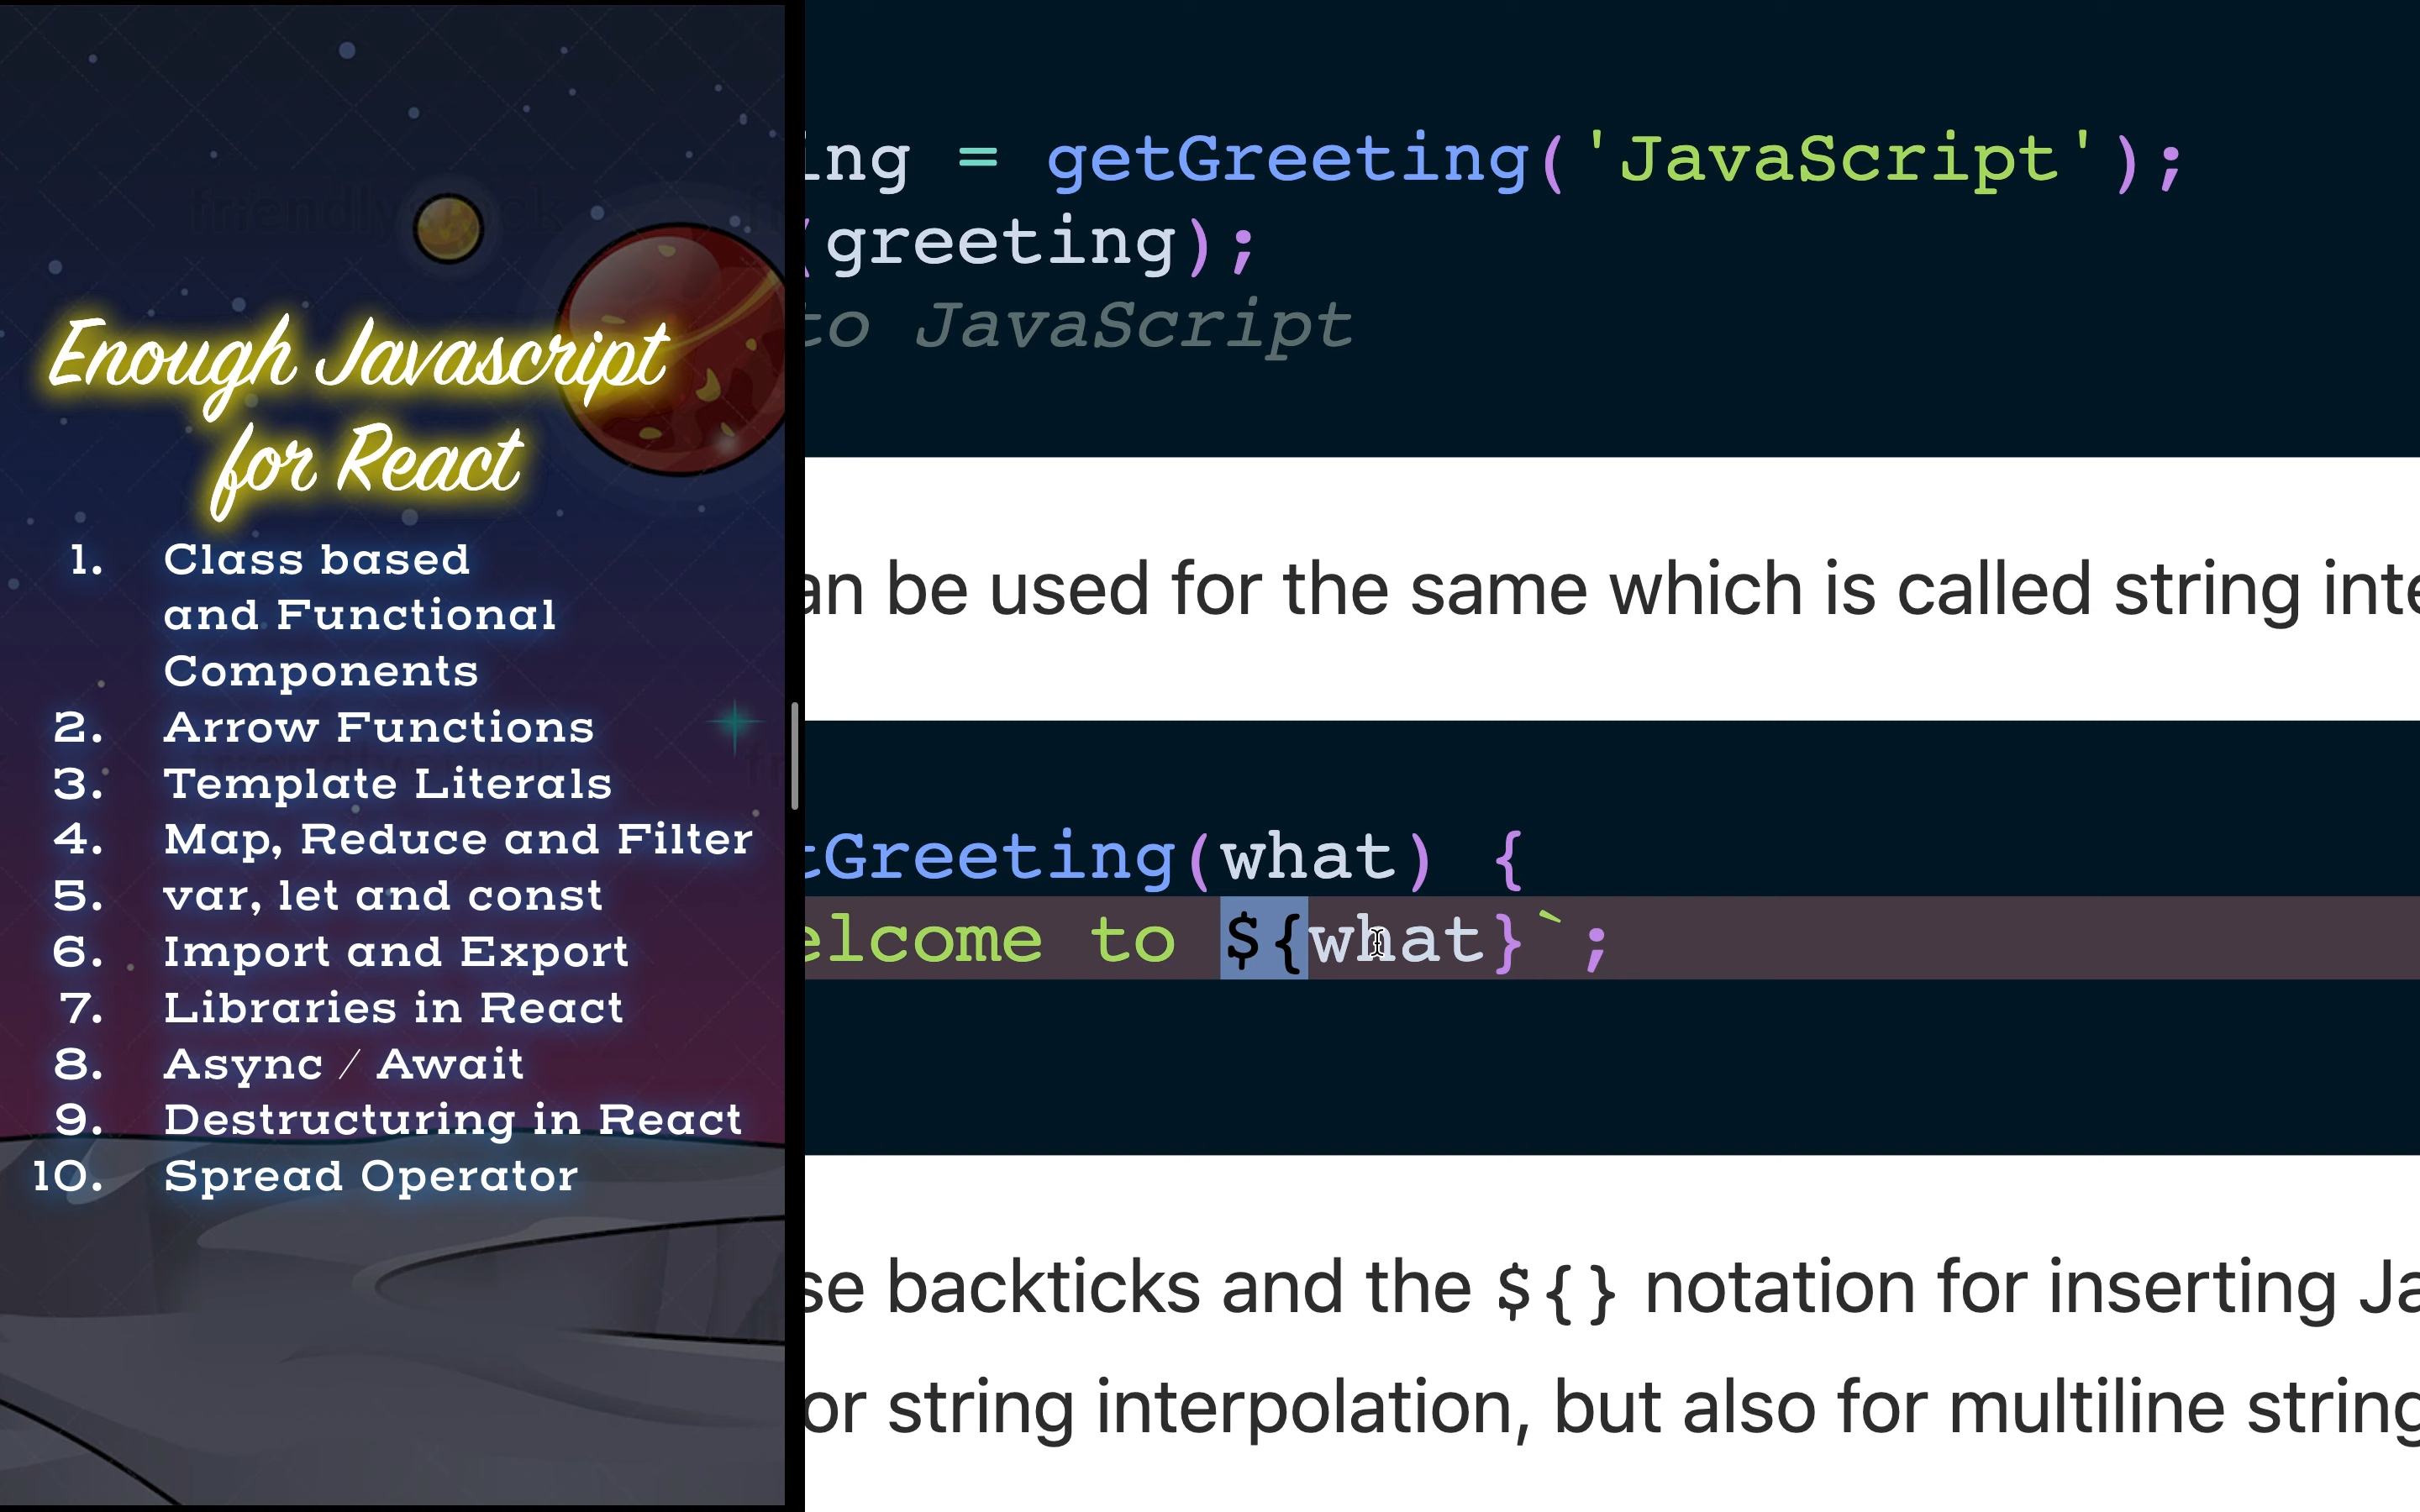 Enough Javascript
for React
1. Class based
and Functional
Components
2. Arrow Functions
3. Template Literals
4. Map, Reduce and Filter
5. var, let and const
6. Import and Export
7. Libraries in React
8. Async / Await
9. Destructuring in React
10. Spread Operator
ing = getGreeting('JavaScript');
(greeting);
to JavaScript
an be used for the same which is called string inte
tGreeting(what) {
elcome to ${what}`;
se backticks and the ${} notation for inserting Ja
or string interpolation, but also for multiline string